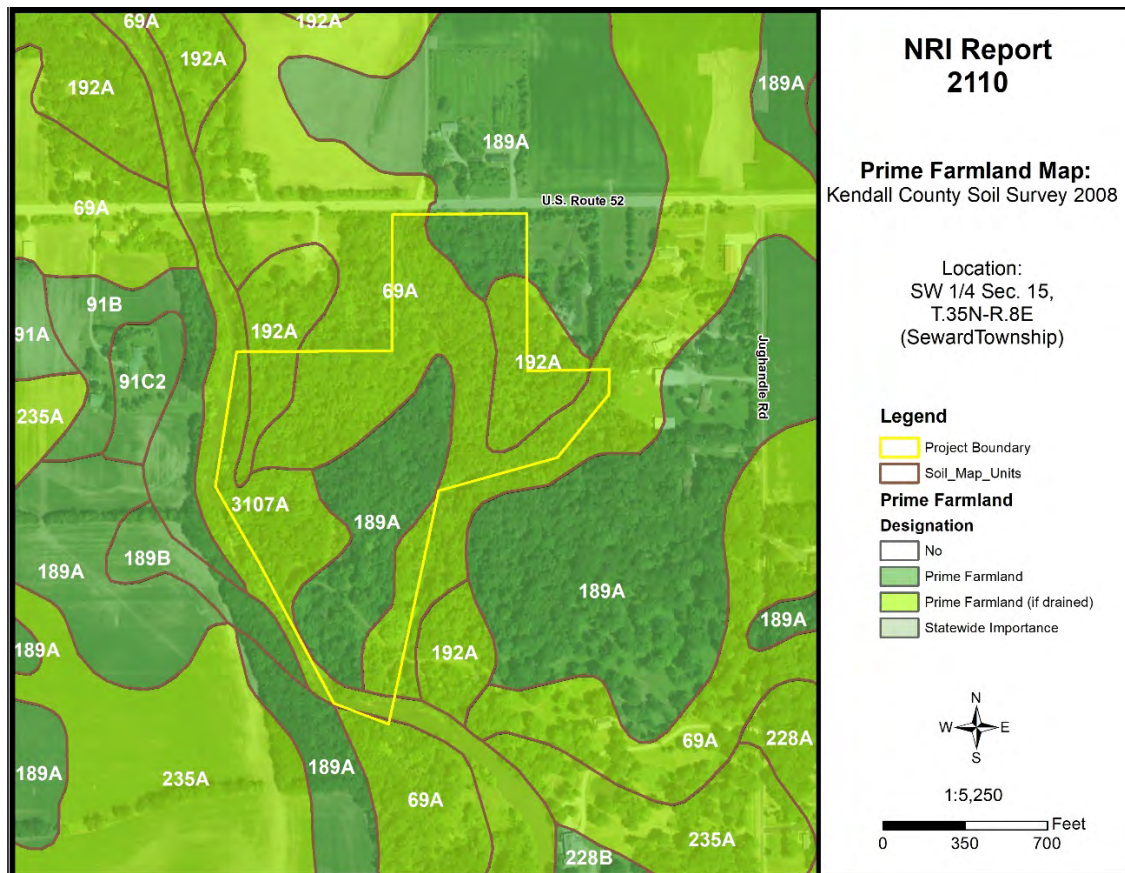 69A
192A
192A
192A
189A
189A
U.S. Route 52
69A
69A
91B
192A
91A
192A
91C2
Jughandle Rd
235A
3107A
189A
189B
189A
189A
189A
192A
189A
69A
228A
189A
235A
189A
69A
235A
228B
NRI Report
2110
Prime Farmland Map:
Kendall County Soil Survey 2008
Location:
SW 1/4 Sec. 15,
T.35N-R.8E
(SewardTownship)
Legend
Project Boundary
Soil_Map_Units
Prime Farmland
Designation
No
Prime Farmland
Prime Farmland (if drained)
Statewide Importance
N
W E
S
1:5,250
Feet
0 350 700